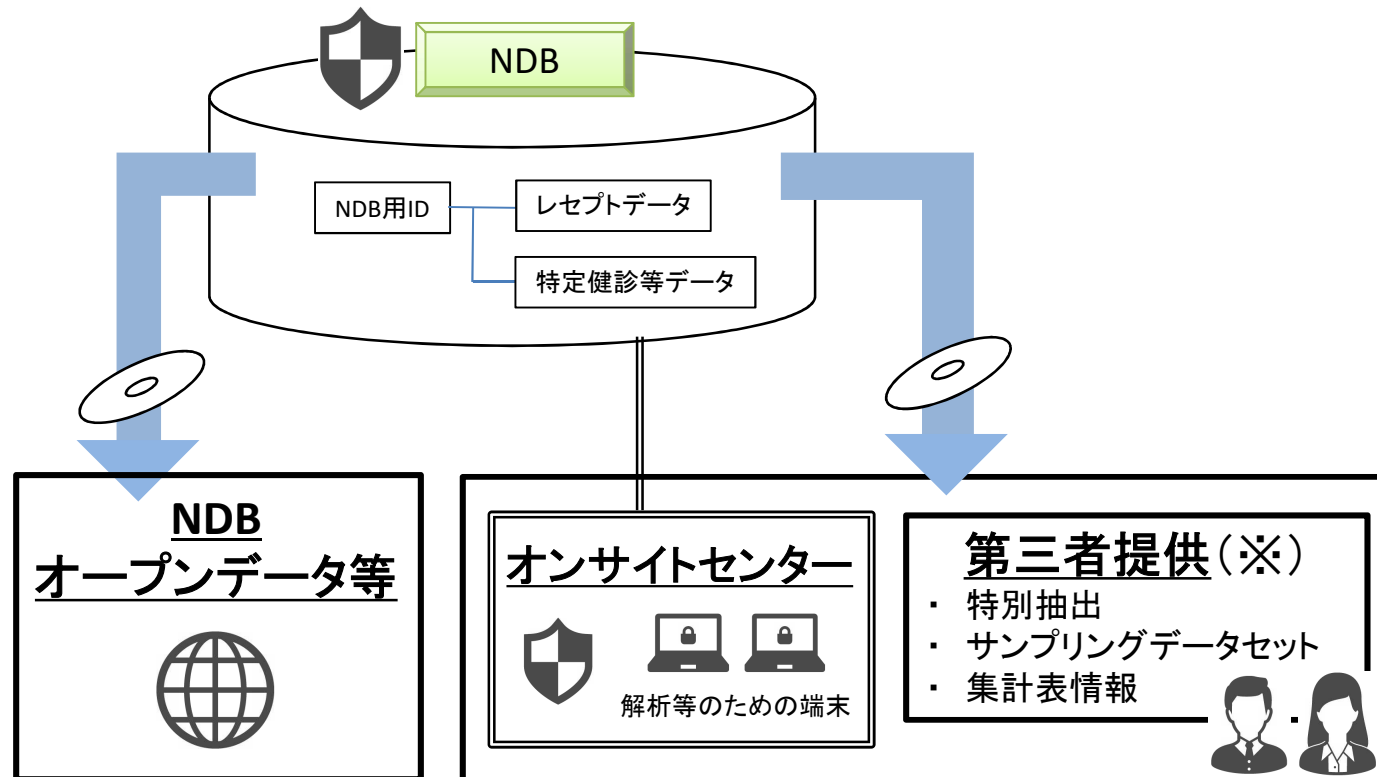 NDB
NDB用ID
レセプトデータ
特定健診等データ
NDB
オープンデータ等
オンサイトセンター
解析等のための端末
第三者提供(※)
・ 特別抽出
・ サンプリングデータセット
・ 集計表情報